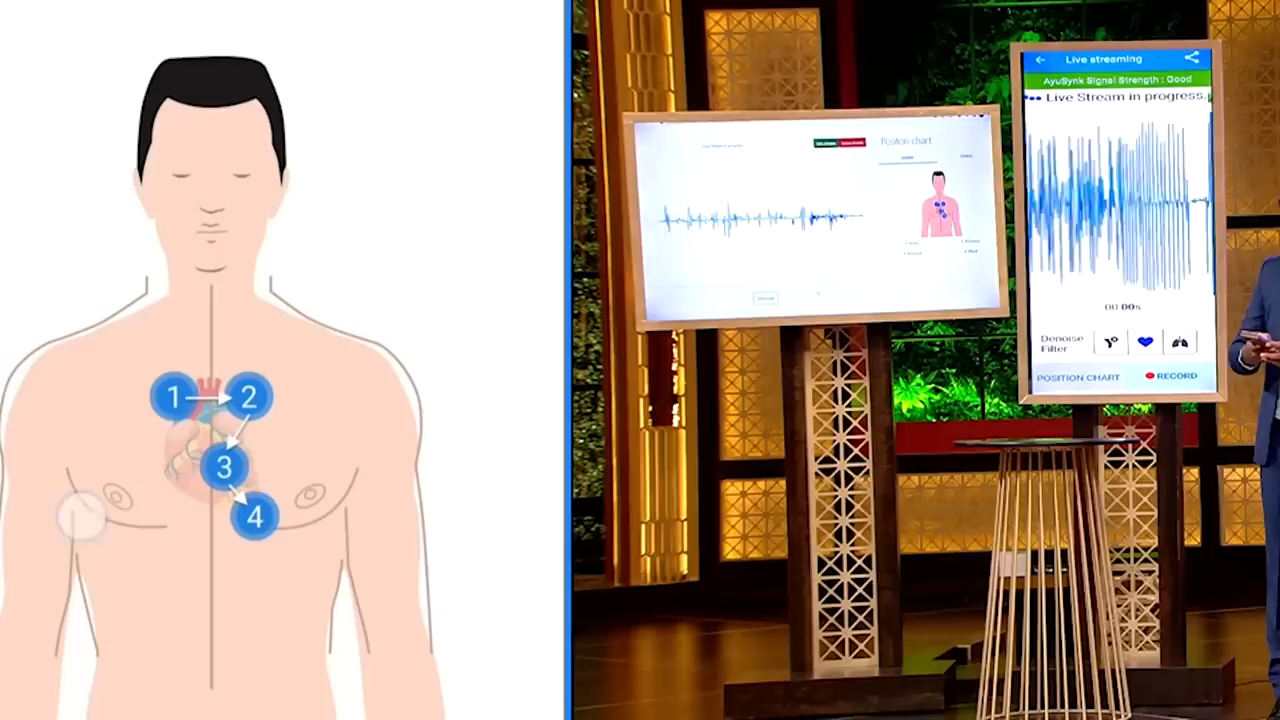 1
2
3
4
Position chart
←
Live streaming
AyuSynk Signal Strength : Good
Live Stream in progress.
00:00s
Denoise
Filter
POSITION CHART
RECORD